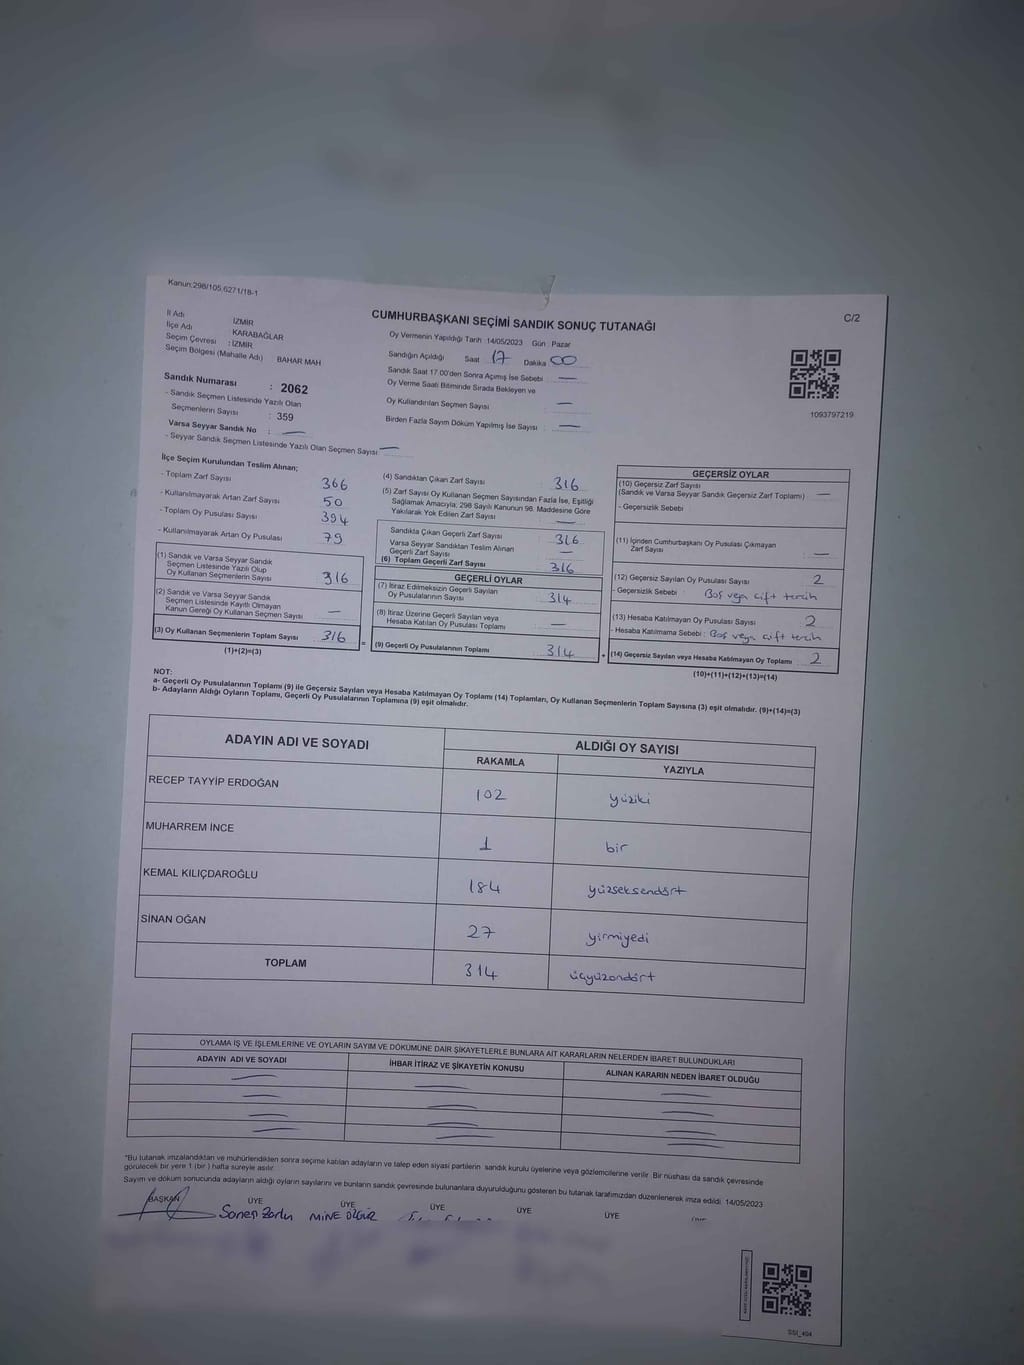 Kanun:298/105,6271/18-1
C/2
CUMHURBAŞKANI SEÇİMİ SANDIK SONUÇ TUTANAĞI
İl Adı : İZMİR
İlçe Adı KARABAĞLAR
Seçim Çevresi : İZMİR
Seçim Bölgesi (Mahalle Adı) BAHAR MAH
Sandık Numarası : 2062
- Sandık Seçmen Listesinde Yazılı Olan
Seçmenlerin Sayısı : 359
Varsa Seyyar Sandık No : —
- Seyyar Sandık Seçmen Listesinde Yazılı Olan Seçmen Sayısı —
Oy Vermenin Yapıldığı Tarih 14/05/2023 Gün : Pazar
Sandığın Açıldığı Saat 17 Dakika 00
Sandık Saat 17.00'den Sonra Açımış İse Sebebi —
Oy Verme Saati Bitiminde Sırada Bekleyen ve
Oy Kullandırılan Seçmen Sayısı —
Birden Fazla Sayım Döküm Yapılmış İse Sayısı —
1093797219
İlçe Seçim Kurulundan Teslim Alınan;
- Toplam Zarf Sayısı 366
- Kullanılmayarak Artan Zarf Sayısı 50
- Toplam Oy Pusulası Sayısı 394
- Kullanılmayarak Artan Oy Pusulası 79
(1) Sandık ve Varsa Seyyar Sandık
Seçmen Listesinde Yazılı Olup
Oy Kullanan Seçmenlerin Sayısı 316
(2) Sandık ve Varsa Seyyar Sandık
Seçmen Listesinde Kayıtlı Olmayan
Kanun Gereği Oy Kullanan Seçmen Sayısı —
(3) Oy Kullanan Seçmenlerin Toplam Sayısı 316
(1)+(2)=(3)
(4) Sandıktan Çıkan Zarf Sayısı 316
(5) Zarf Sayısı Oy Kullanan Seçmen Sayısından Fazla İse, Eşitliği
Sağlamak Amacıyla; 298 Sayılı Kanunun 98. Maddesine Göre
Yakılarak Yok Edilen Zarf Sayısı —
Sandıkta Çıkan Geçerli Zarf Sayısı 316
Varsa Seyyar Sandıktan Teslim Alınan
Geçerli Zarf Sayısı —
(6) Toplam Geçerli Zarf Sayısı 316
GEÇERLİ OYLAR
(7) İtiraz Edilmeksizin Geçerli Sayılan
Oy Pusulalarının Sayısı 314
(8) İtiraz Üzerine Geçerli Sayılan veya
Hesaba Katılan Oy Pusulası Toplamı —
= (9) Geçerli Oy Pusulalarının Toplamı 314
GEÇERSİZ OYLAR
(10) Geçersiz Zarf Sayısı
(Sandık ve Varsa Seyyar Sandık Geçersiz Zarf Toplamı) —
- Geçersizlik Sebebi
(11) İçinden Cumhurbaşkanı Oy Pusulası Çıkmayan
Zarf Sayısı —
(12) Geçersiz Sayılan Oy Pusulası Sayısı 2
- Geçersizlik Sebebi : Boş veya çift tercih
(13) Hesaba Katılmayan Oy Pusulası Sayısı 2
- Hesaba Katılmama Sebebi : Boş veya çift tercih
+ (14) Geçersiz Sayılan veya Hesaba Katılmayan Oy Toplamı 2
(10)+(11)+(12)+(13)=(14)
NOT:
a- Geçerli Oy Pusulalarının Toplamı (9) ile Geçersiz Sayılan veya Hesaba Katılmayan Oy Toplamı (14) Toplamları, Oy Kullanan Seçmenlerin Toplam Sayısına (3) eşit olmalıdır. (9)+(14)=(3)
b- Adayların Aldığı Oyların Toplamı, Geçerli Oy Pusulalarının Toplamına (9) eşit olmalıdır.
ADAYIN ADI VE SOYADI ALDIĞI OY SAYISI
RAKAMLA YAZIYLA
RECEP TAYYİP ERDOĞAN 102 yüziki
MUHARREM İNCE 1 bir
KEMAL KILIÇDAROĞLU 184 yüzseksendört
SİNAN OĞAN 27 yirmiyedi
TOPLAM 314 üçyüzondört
OYLAMA İŞ VE İŞLEMLERİNE VE OYLARIN SAYIM VE DÖKÜMÜNE DAİR ŞİKAYETLERLE BUNLARA AİT KARARLARIN NELERDEN İBARET BULUNDUKLARI
ADAYIN ADI VE SOYADI İHBAR İTİRAZ VE ŞİKAYETİN KONUSU ALINAN KARARIN NEDEN İBARET OLDUĞU
*Bu tutanak imzalandıktan ve mühürlendikten sonra seçime katılan adayların ve talep eden siyasi partilerin sandık kurulu üyelerine veya gözlemcilerine verilir. Bir nüshası da sandık çevresinde
görülecek bir yere 1 (bir) hafta süreyle asılır.
Sayım ve döküm sonucunda adayların aldığı oyların sayılarını ve bunların sandık çevresinde bulunanlara duyurulduğunu gösteren bu tutanak tarafımızdan düzenlenerek imza edildi. 14/05/2023
BAŞKAN ÜYE ÜYE ÜYE ÜYE ÜYE
MİNE ÖZGÜR
SSI_404